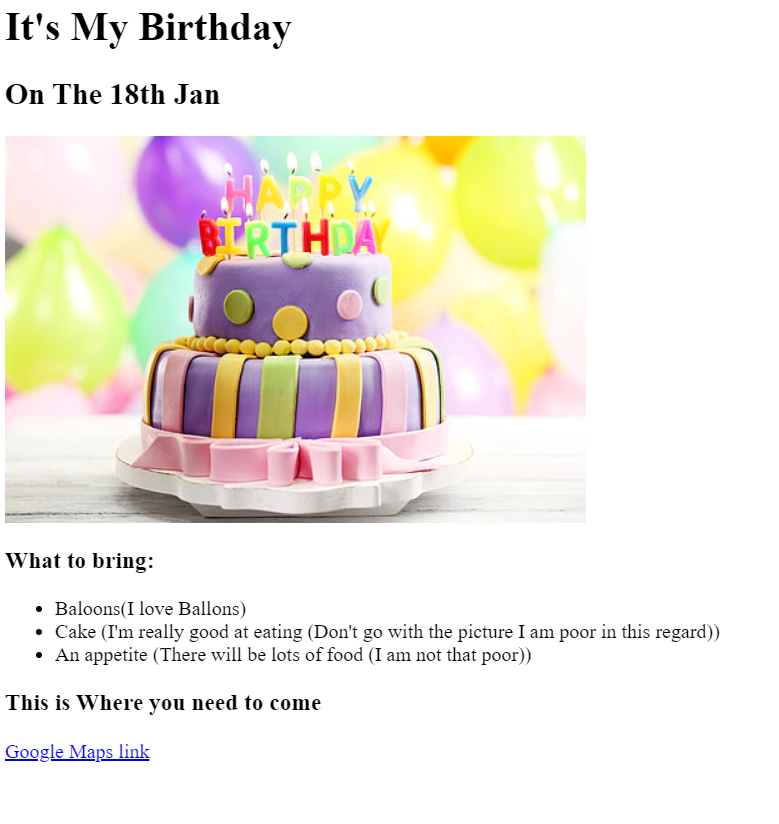 It's My Birthday
On The 18th Jan
HAPPY
BIRTHDAY
What to bring:
Baloons(I love Ballons)
Cake (I'm really good at eating (Don't go with the picture I am poor in this regard))
An appetite (There will be lots of food (I am not that poor))
This is Where you need to come
Google Maps link